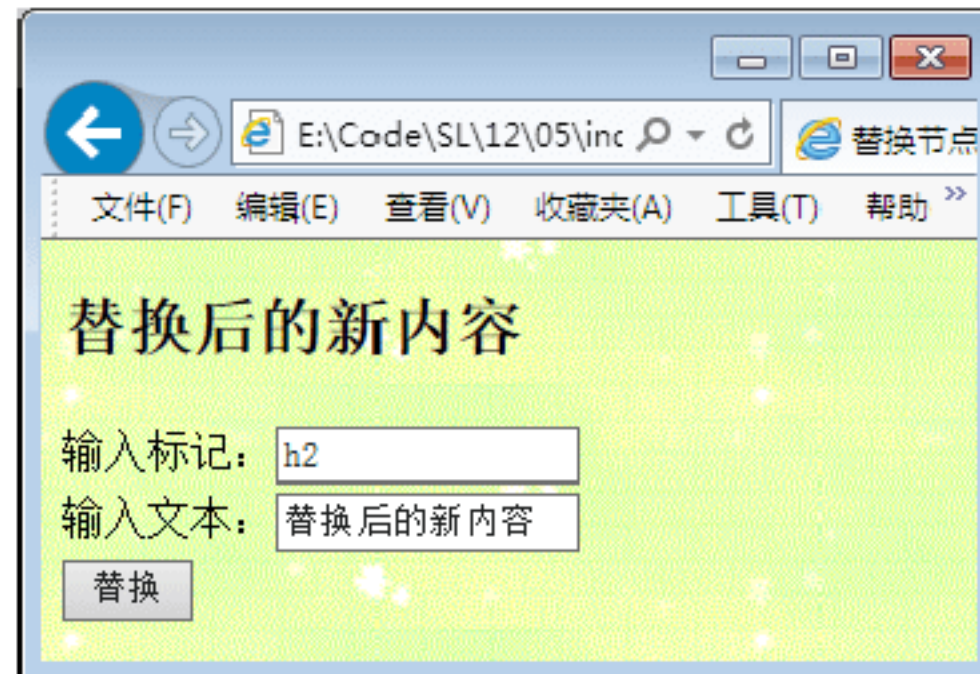 E:\Code\SL\12\05\inc 替换节点
文件(F) 编辑(E) 查看(V) 收藏夹(A) 工具(T) 帮助 »
替换后的新内容
输入标记： h2
输入文本： 替换后的新内容
替换